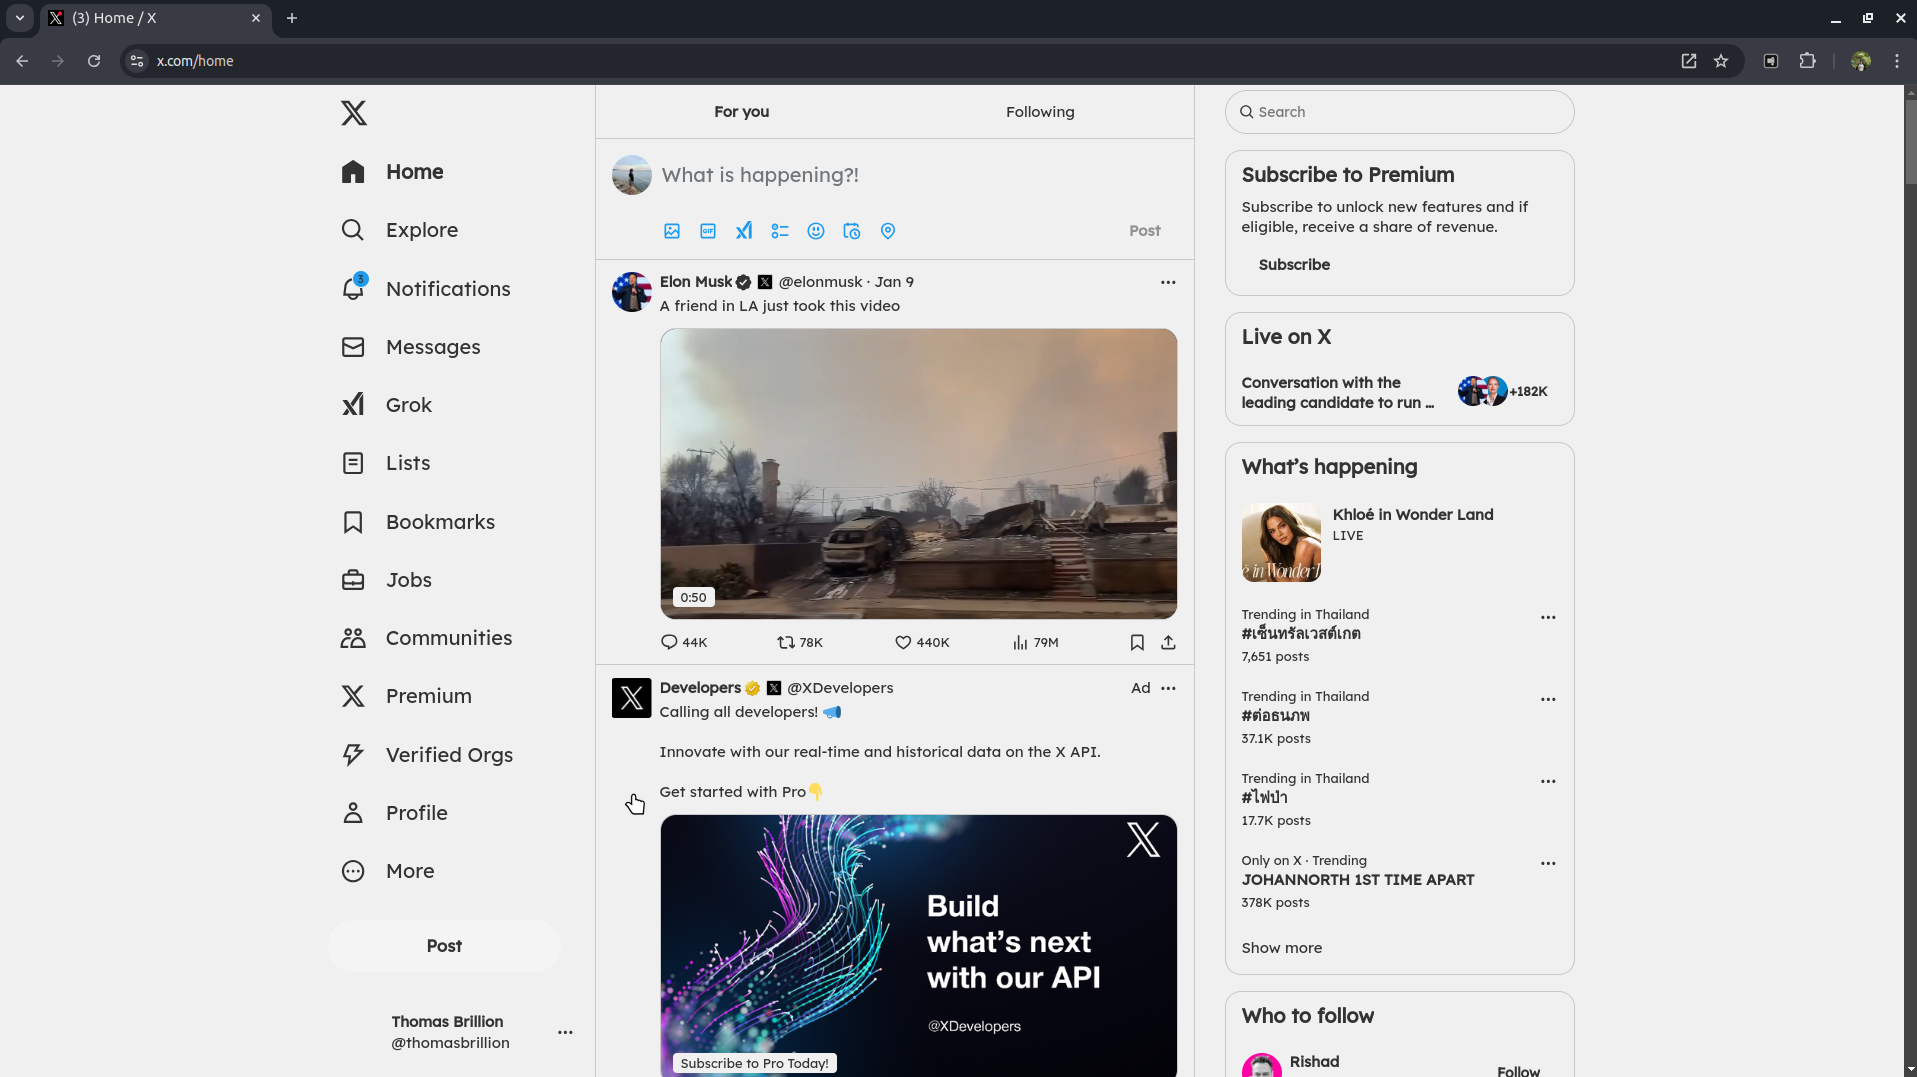 (3) Home / X
x.com/home
Home
Explore
3
Notifications
Messages
Grok
Lists
Bookmarks
Jobs
Communities
Premium
Verified Orgs
Profile
More
Post
Thomas Brillion
@thomasbrillion
For you
Following
What is happening?!
GIF
Post
Elon Musk @elonmusk · Jan 9
A friend in LA just took this video
0:50
44K 78K 440K 79M
Developers @XDevelopers
Ad
Calling all developers!
Innovate with our real-time and historical data on the X API.
Get started with Pro
Build
what's next
with our API
@XDevelopers
Subscribe to Pro Today!
Search
Subscribe to Premium
Subscribe to unlock new features and if
eligible, receive a share of revenue.
Subscribe
Live on X
Conversation with the
leading candidate to run …
+182K
What's happening
Khloé in Wonder Land
LIVE
é in Wonder
Trending in Thailand
#เซ็นทรัลเวสต์เกต
7,651 posts
Trending in Thailand
#ต่อธนภพ
37.1K posts
Trending in Thailand
#ไฟป่า
17.7K posts
Only on X · Trending
JOHANNORTH 1ST TIME APART
378K posts
Show more
Who to follow
Rishad
Follow